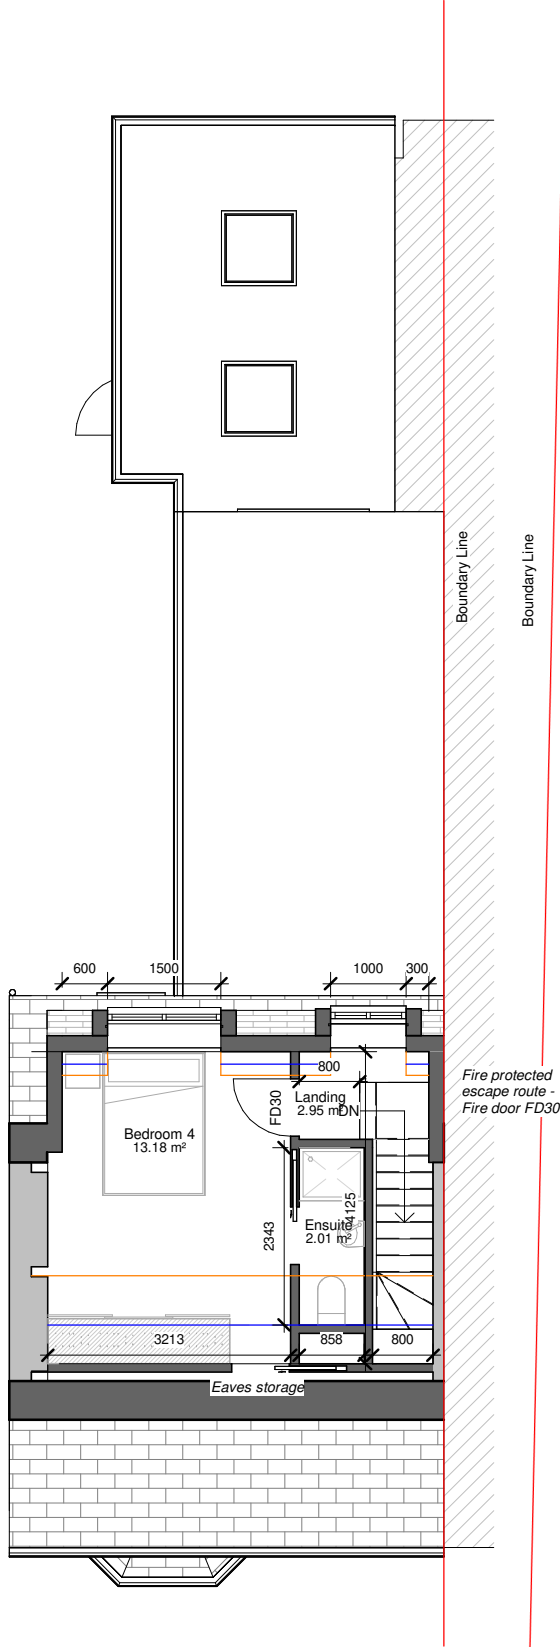 Boundary Line
Boundary Line
600
1500
1000
300
800
Fire protected
escape route -
Fire door FD30
FD30
Landing
2.95 m²
DN
Bedroom 4
13.18 m²
4125
2343
Ensuite
2.01 m²
3213
858
800
Eaves storage